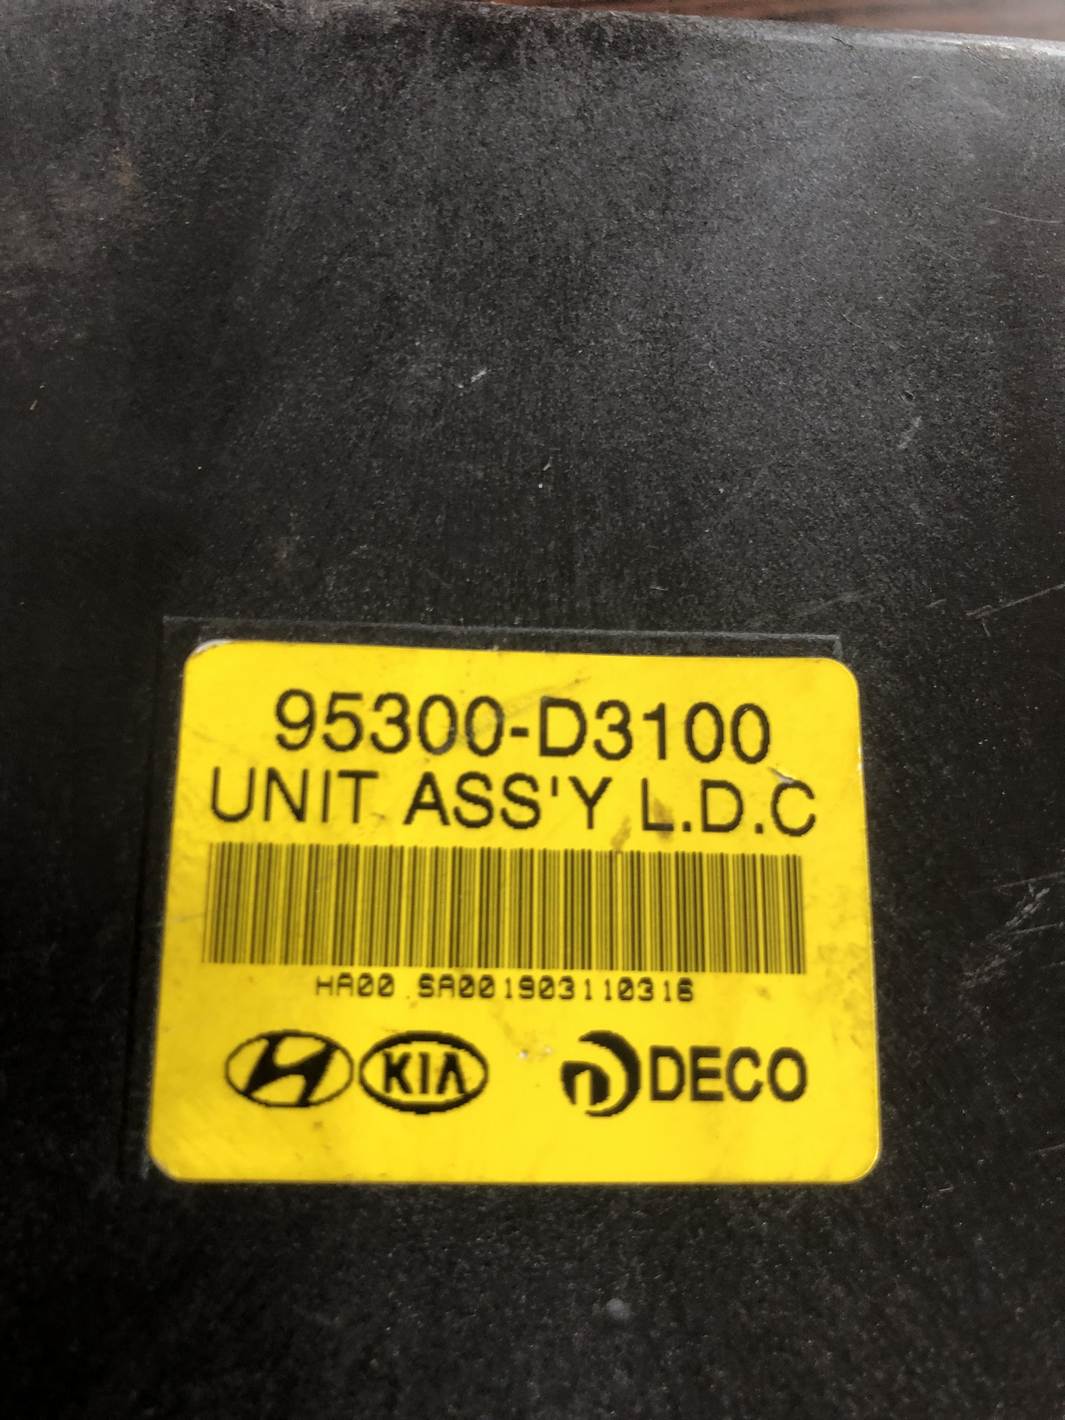 95300-D3100
UNIT ASS'Y L.D.C
HA00 SA001903110316
KIA DECO